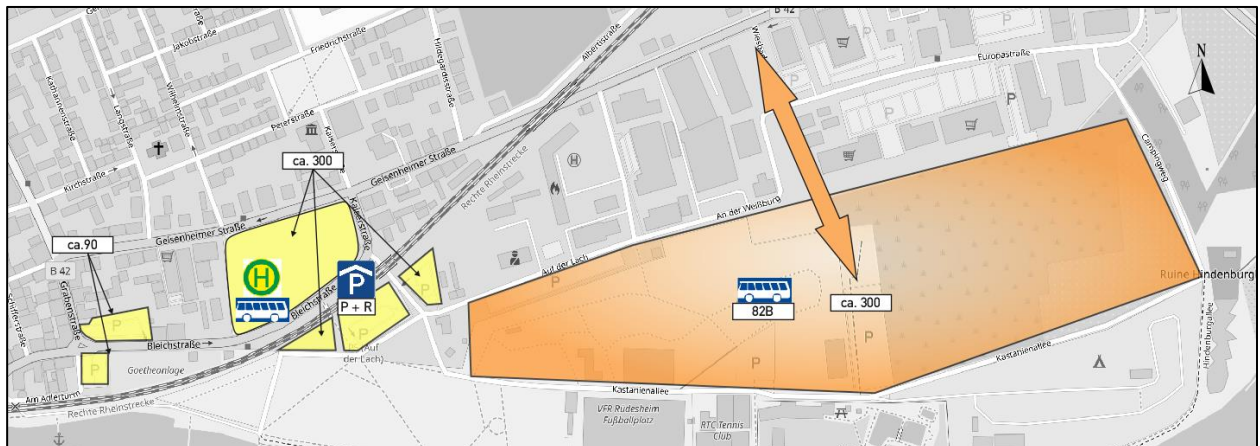 Jakobstraße
Friedrichstraße
Hildegardisstraße
Albertistraße
B 42
P
Europastraße
N
Katharinenstraße
Langstraße
Wilhelmstraße
Peterstraße
Kirchstraße
ca. 300
Geisenheimer Straße
Rechte Rheinstrecke
H
P
Campingweg
An der Weißburg
Geisenheimer Straße
Kaiserstraße
ca.90
B 42
Grabenstraße
H
P
P + R
Auf der Lach
P
82B
ca. 300
Ruine Hindenburg
Hindenburgallee
P
Bleichstraße
P
P
P
P
(Auf
der Lach)
Bleichstraße
P
Goetheanlage
Am Adlerturm
Rechte Rheinstrecke
Kastanienallee
Kastanienallee
VFR Rüdesheim
Fußballplatz
RTC Tennis
Club